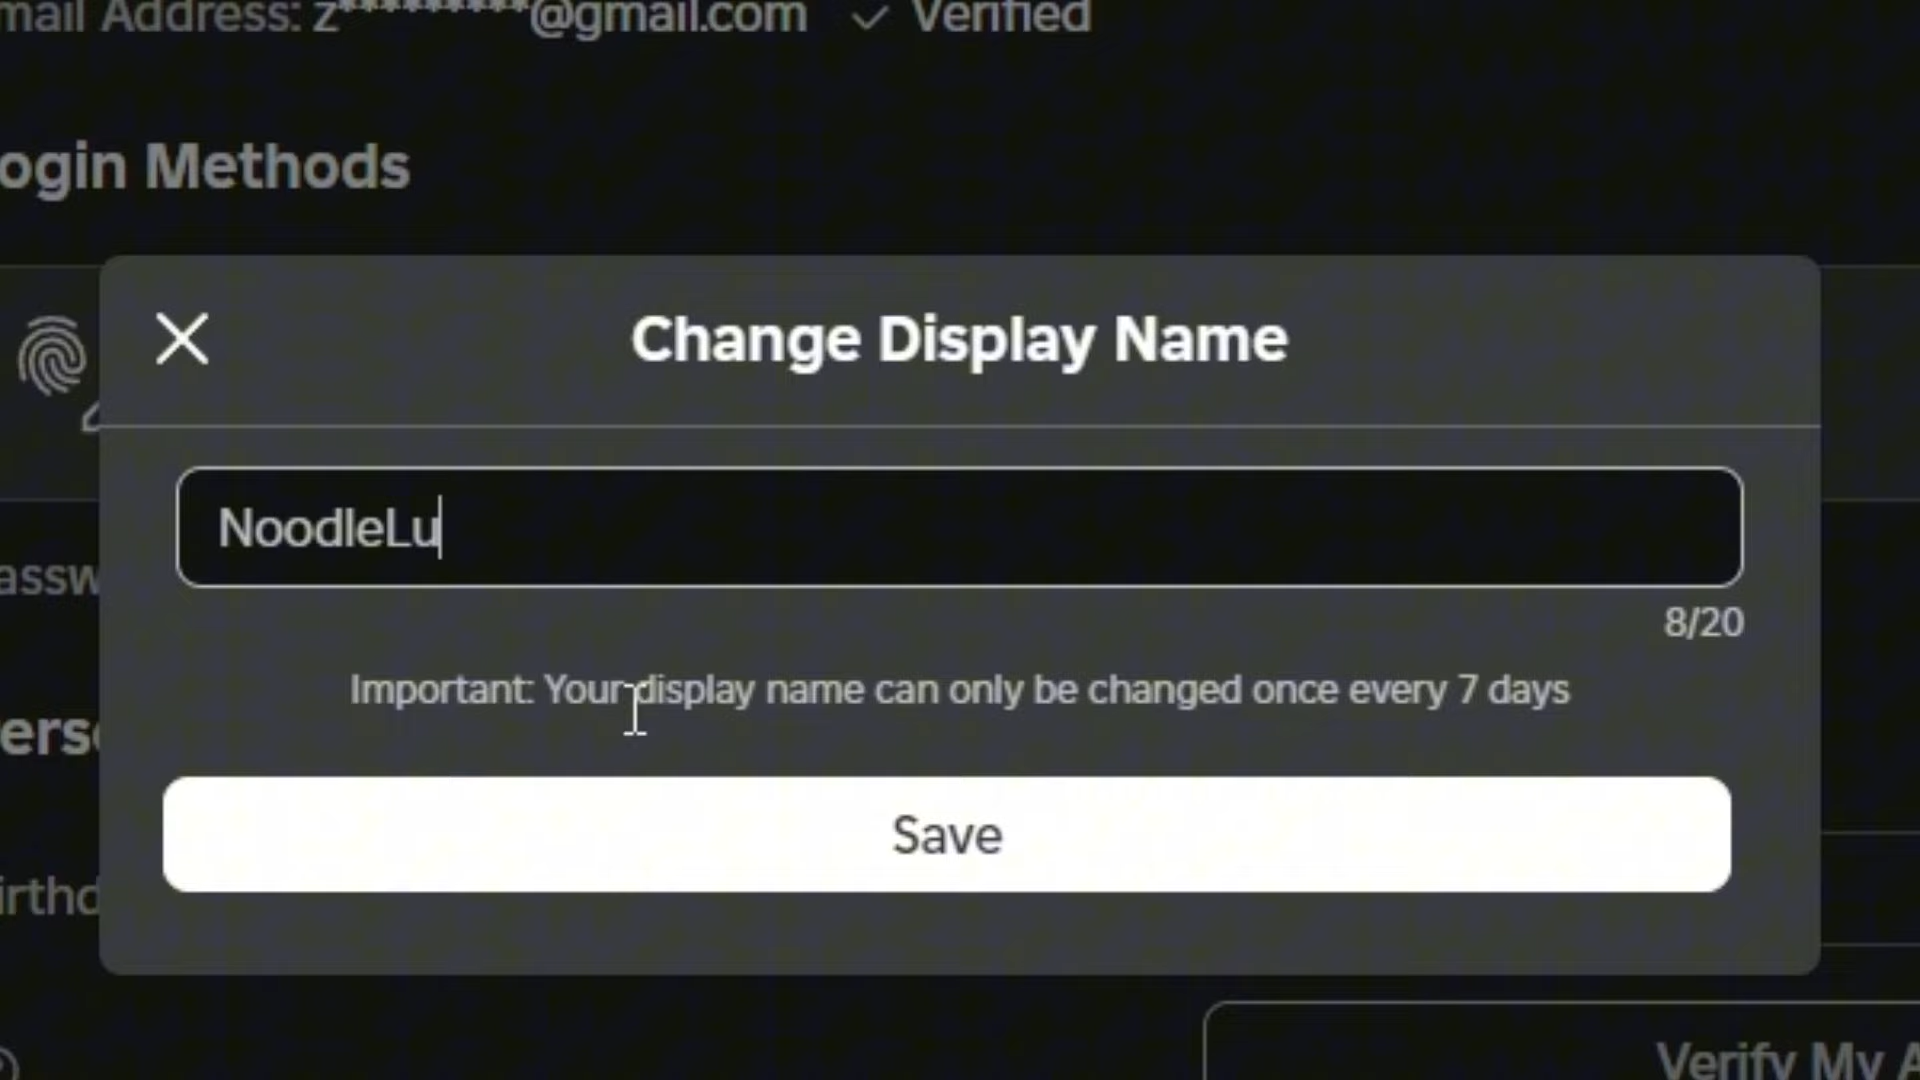 mail Address: z*********@gmail.com ✓ Verified
ogin Methods
Change Display Name
NoodleLu
8/20
assw
Important: Your display name can only be changed once every 7 days
erso
Save
irthd
Verify My A